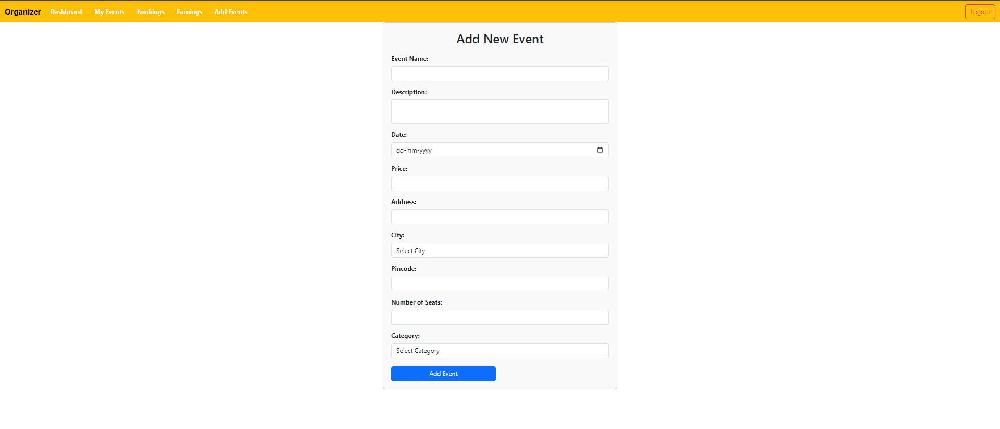 Organizer Dashboard My Events Bookings Earnings Add Events Logout
Add New Event
Event Name:
Description:
Date:
dd-mm-yyyy
Price:
Address:
City:
Select City
Pincode:
Number of Seats:
Category:
Select Category
Add Event